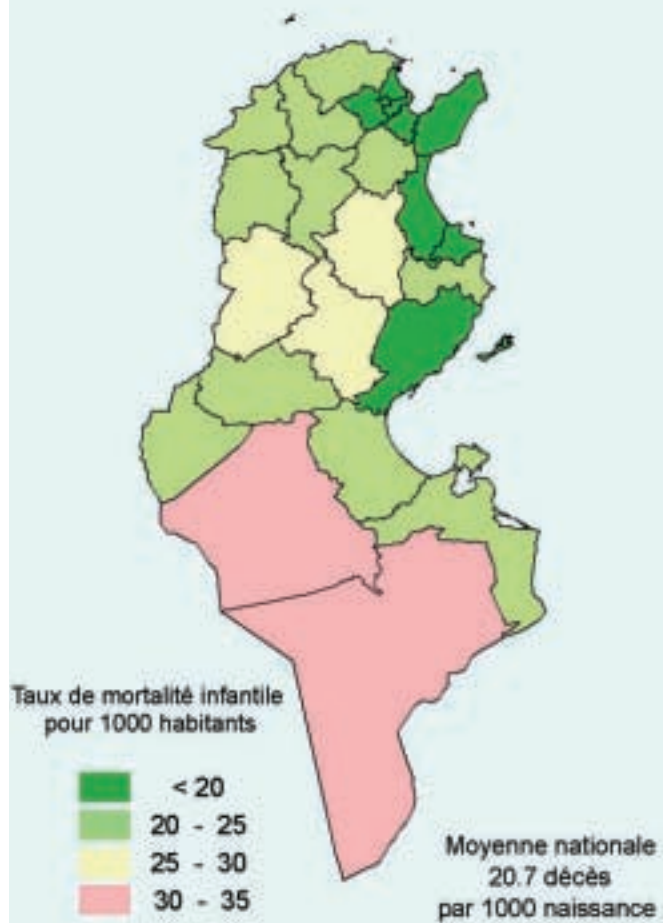 Taux de mortalité infantile
pour 1000 habitants
< 20
20 - 25
25 - 30
30 - 35
Moyenne nationale
20.7 décès
par 1000 naissance